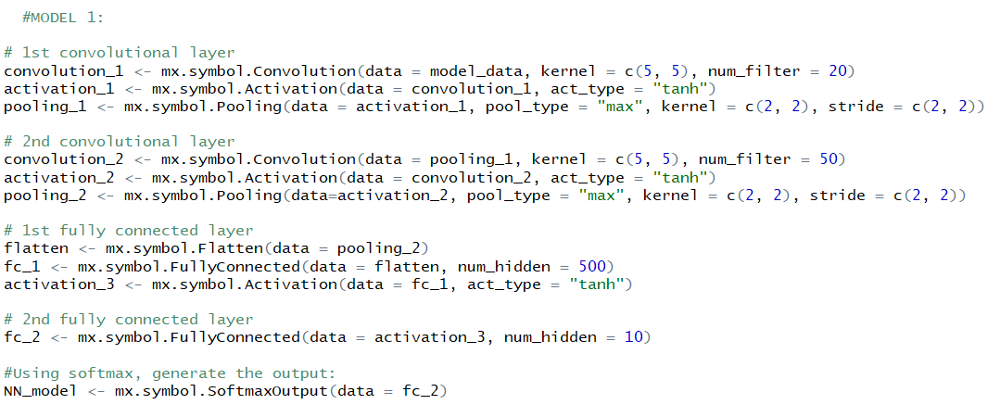 #MODEL 1:
# 1st convolutional layer
convolution_1 <- mx.symbol.Convolution(data = model_data, kernel = c(5, 5), num_filter = 20)
activation_1 <- mx.symbol.Activation(data = convolution_1, act_type = "tanh")
pooling_1 <- mx.symbol.Pooling(data = activation_1, pool_type = "max", kernel = c(2, 2), stride = c(2, 2))
# 2nd convolutional layer
convolution_2 <- mx.symbol.Convolution(data = pooling_1, kernel = c(5, 5), num_filter = 50)
activation_2 <- mx.symbol.Activation(data = convolution_2, act_type = "tanh")
pooling_2 <- mx.symbol.Pooling(data=activation_2, pool_type = "max", kernel = c(2, 2), stride = c(2, 2))
# 1st fully connected layer
flatten <- mx.symbol.Flatten(data = pooling_2)
fc_1 <- mx.symbol.FullyConnected(data = flatten, num_hidden = 500)
activation_3 <- mx.symbol.Activation(data = fc_1, act_type = "tanh")
# 2nd fully connected layer
fc_2 <- mx.symbol.FullyConnected(data = activation_3, num_hidden = 10)
#Using softmax, generate the output:
NN_model <- mx.symbol.SoftmaxOutput(data = fc_2)